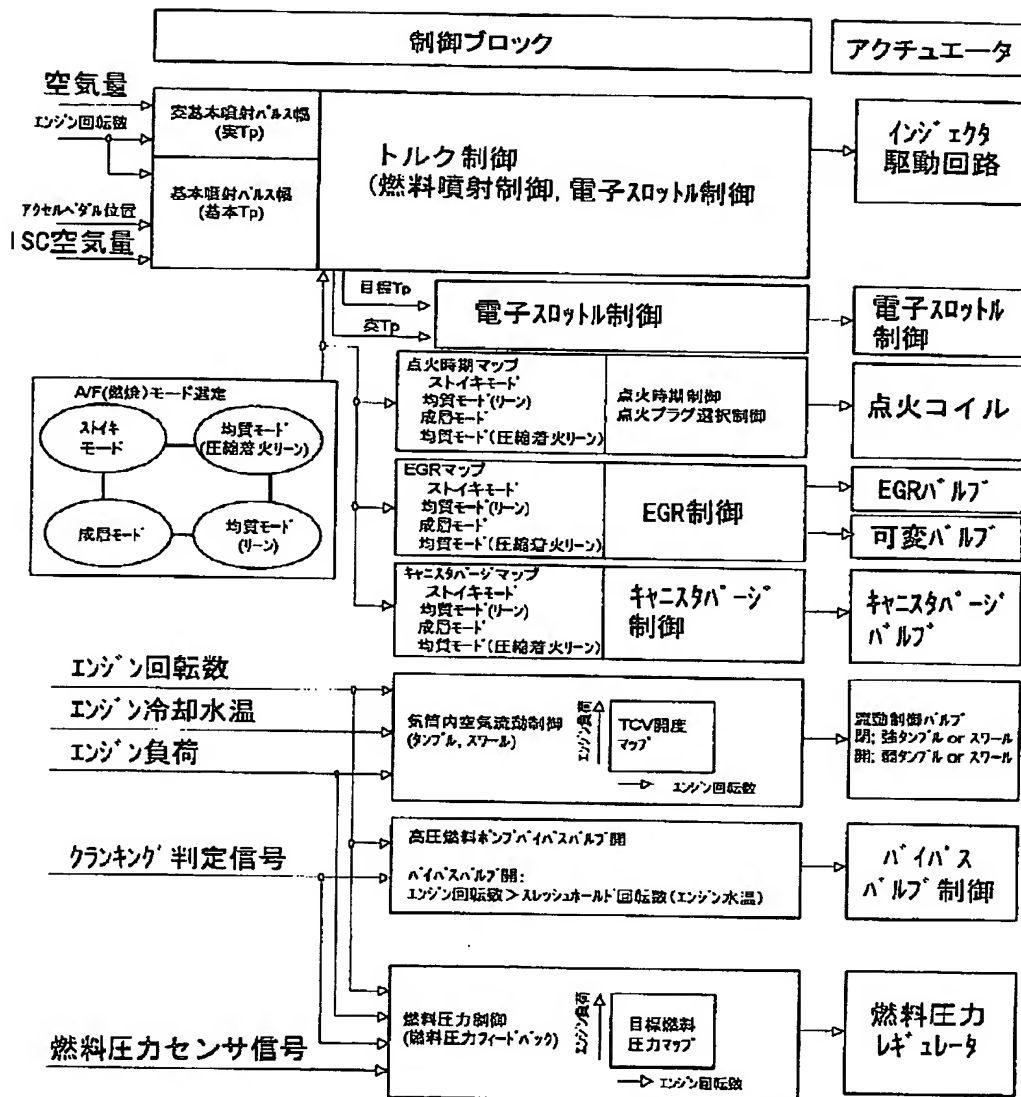 制御ブロック
アクチュエータ
空気量
エンジン回転数
アクセルペダル位置
ISC空気量
実基本噴射パルス幅
(実Tp)
基本噴射パルス幅
(基本Tp)
トルク制御
(燃料噴射制御,電子スロットル制御
インジェクタ
駆動回路
目標Tp
実Tp
電子スロットル制御
電子スロットル
制御
A/F(燃焼)モード選定
ストイキ
モード
均質モード
(圧縮着火リーン)
成層モード
均質モード
(リーン)
点火時期マップ
ストイキモード
均質モード(リーン)
成層モード
均質モード(圧縮着火リーン)
点火時期制御
点火プラグ選択制御
点火コイル
EGRマップ
ストイキモード
均質モード(リーン)
成層モード
均質モード(圧縮着火リーン)
EGR制御
EGRバルブ
可変バルブ
キャニスタパージマップ
ストイキモード
均質モード(リーン)
成層モード
均質モード(圧縮着火リーン)
キャニスタパージ
制御
キャニスタパージ
バルブ
エンジン回転数
エンジン冷却水温
エンジン負荷
気筒内空気流動制御
(タンブル,スワール)
エンジン負荷
TCV開度
マップ
エンジン回転数
流動制御バルブ
閉;強タンブル or スワール
開;弱タンブル or スワール
クランキング判定信号
高圧燃料ポンプバイパスバルブ開
バイパスバルブ開:
エンジン回転数>スレッシュホールド回転数(エンジン水温)
バイパス
バルブ制御
燃料圧力センサ信号
燃料圧力制御
(燃料圧力フィードバック)
エンジン負荷
目標燃料
圧力マップ
エンジン回転数
燃料圧力
レギュレータ